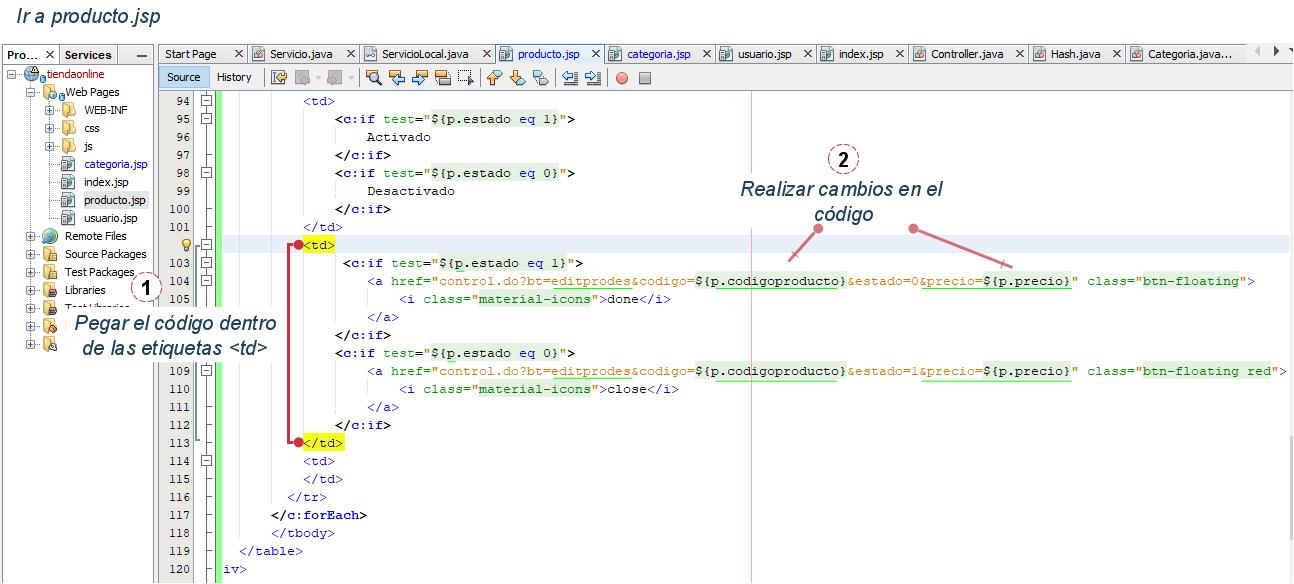 Ir a producto.jsp
Pro... × Services —
Start Page × Servicio.java × ServicioLocal.java × producto.jsp × categoria.jsp × usuario.jsp × index.jsp × Controller.java × Hash.java × Categoria.java...
Source History
tiendaonline
Web Pages
WEB-INF
css
js
categoria.jsp
index.jsp
producto.jsp
usuario.jsp
Remote Files
Source Packages
Test Packages
Libraries
Test Libraries
1
Pegar el código dentro
de las etiquetas <td>
2
Realizar cambios en el
código
94 <td>
95 <c:if test="${p.estado eq 1}">
96 Activado
97 </c:if>
98 <c:if test="${p.estado eq 0}">
99 Desactivado
100 </c:if>
101 </td>
<td>
103 <c:if test="${p.estado eq 1}">
104 <a href="control.do?bt=editprodes&codigo=${p.codigoproducto}&estado=0&precio=${p.precio}" class="btn-floating">
105 <i class="material-icons">done</i>
</a>
</c:if>
<c:if test="${p.estado eq 0}">
109 <a href="control.do?bt=editprodes&codigo=${p.codigoproducto}&estado=1&precio=${p.precio}" class="btn-floating red">
110 <i class="material-icons">close</i>
111 </a>
112 </c:if>
113 </td>
114 <td>
115 </td>
116 </tr>
117 </c:forEach>
118 </tbody>
119 </table>
120 iv>